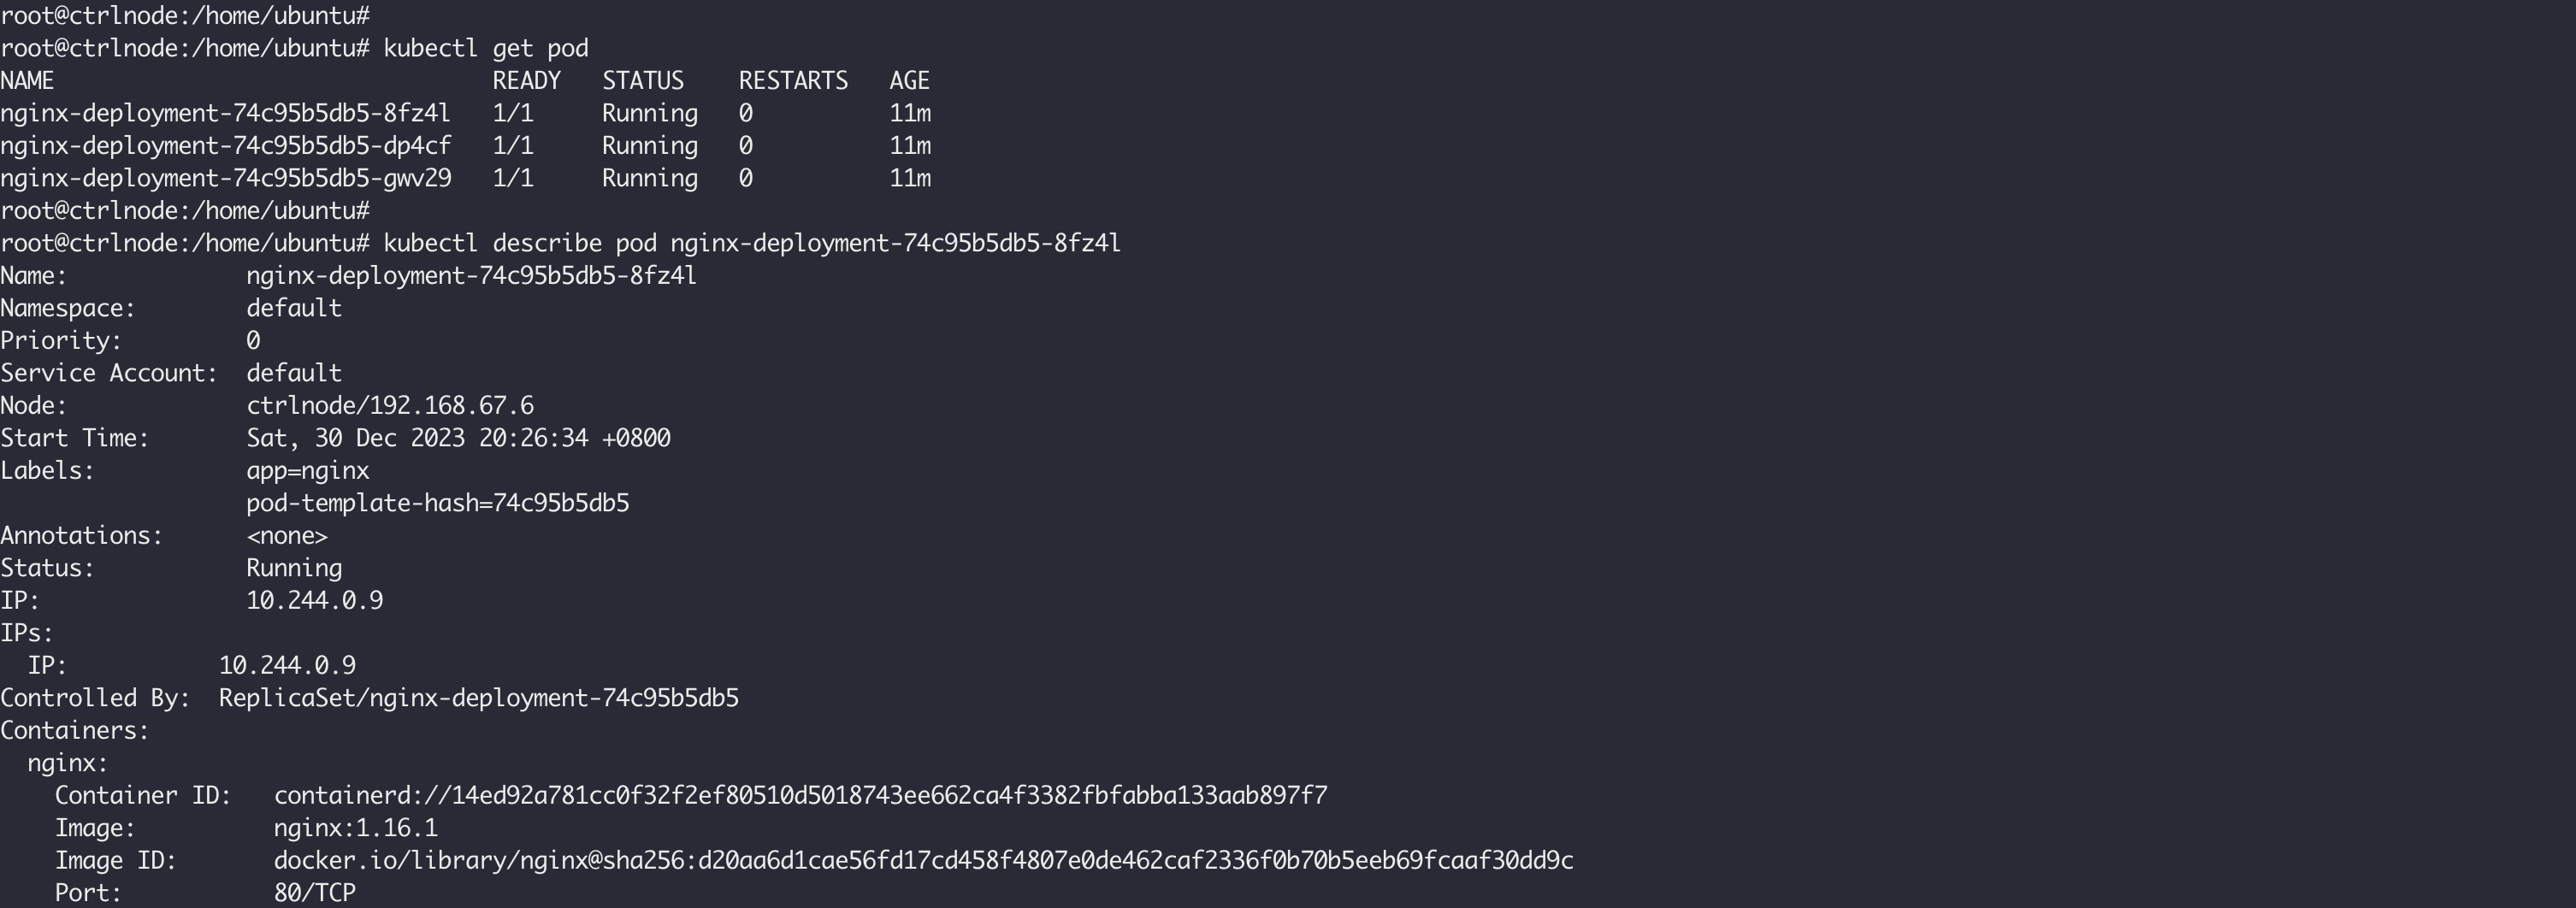 root@ctrlnode:/home/ubuntu#
root@ctrlnode:/home/ubuntu# kubectl get pod
NAME                                READY   STATUS    RESTARTS   AGE
nginx-deployment-74c95b5db5-8fz4l   1/1     Running   0          11m
nginx-deployment-74c95b5db5-dp4cf   1/1     Running   0          11m
nginx-deployment-74c95b5db5-gwv29   1/1     Running   0          11m
root@ctrlnode:/home/ubuntu#
root@ctrlnode:/home/ubuntu# kubectl describe pod nginx-deployment-74c95b5db5-8fz4l
Name:             nginx-deployment-74c95b5db5-8fz4l
Namespace:        default
Priority:         0
Service Account:  default
Node:             ctrlnode/192.168.67.6
Start Time:       Sat, 30 Dec 2023 20:26:34 +0800
Labels:           app=nginx
                  pod-template-hash=74c95b5db5
Annotations:      <none>
Status:           Running
IP:               10.244.0.9
IPs:
  IP:           10.244.0.9
Controlled By:  ReplicaSet/nginx-deployment-74c95b5db5
Containers:
  nginx:
    Container ID:   containerd://14ed92a781cc0f32f2ef80510d5018743ee662ca4f3382fbfabba133aab897f7
    Image:          nginx:1.16.1
    Image ID:       docker.io/library/nginx@sha256:d20aa6d1cae56fd17cd458f4807e0de462caf2336f0b70b5eeb69fcaaf30dd9c
    Port:           80/TCP